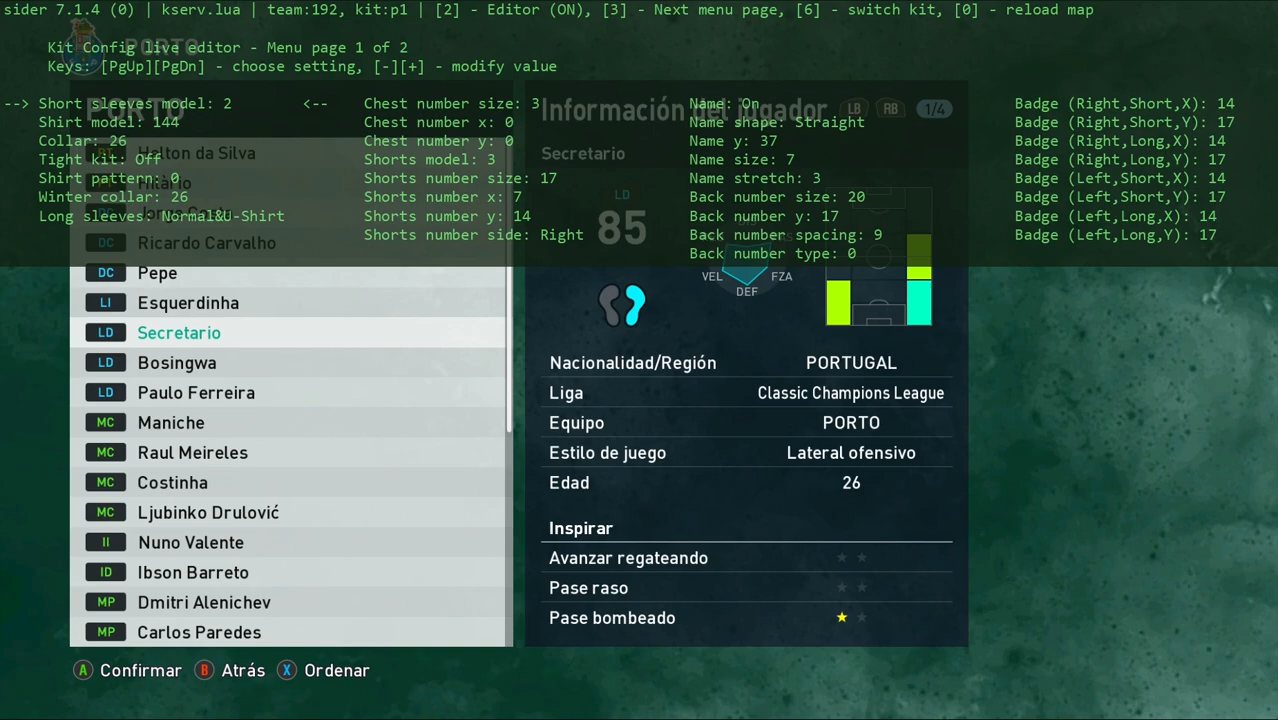 sider 7.1.4 (0) | kserv.lua | team:192, kit:p1 | [2] - Editor (ON), [3] - Next menu page, [6] - switch kit, [0] - reload map
PORTO
Kit Config live editor - Menu page 1 of 2
Keys: [PgUp][PgDn] - choose setting, [-][+] - modify value
--> Short sleeves model: 2 <--
Shirt model: 144
Collar: 26
Tight kit: Off
Shirt pattern: 0
Winter collar: 26
Long sleeves: Normal&U-Shirt
Chest number size: 3
Chest number x: 0
Chest number y: 0
Shorts model: 3
Shorts number size: 17
Shorts number x: 7
Shorts number y: 14
Shorts number side: Right
Name: On
Name shape: Straight
Name y: 37
Name size: 7
Name stretch: 3
Back number size: 20
Back number y: 17
Back number spacing: 9
Back number type: 0
Badge (Right,Short,X): 14
Badge (Right,Short,Y): 17
Badge (Right,Long,X): 14
Badge (Right,Long,Y): 17
Badge (Left,Short,X): 14
Badge (Left,Short,Y): 17
Badge (Left,Long,X): 14
Badge (Left,Long,Y): 17
PORTO
Helton da Silva
Hilário
DC Ricardo Carvalho
DC Pepe
LI Esquerdinha
LD Secretario
LD Bosingwa
LD Paulo Ferreira
MC Maniche
MC Raul Meireles
MC Costinha
MC Ljubinko Drulović
II Nuno Valente
ID Ibson Barreto
MP Dmitri Alenichev
MP Carlos Paredes
Información del jugador LB RB 1/4
Secretario
LD
85
VEL FZA
DEF
Nacionalidad/Región PORTUGAL
Liga Classic Champions League
Equipo PORTO
Estilo de juego Lateral ofensivo
Edad 26
Inspirar
Avanzar regateando
Pase raso
Pase bombeado
A Confirmar B Atrás X Ordenar